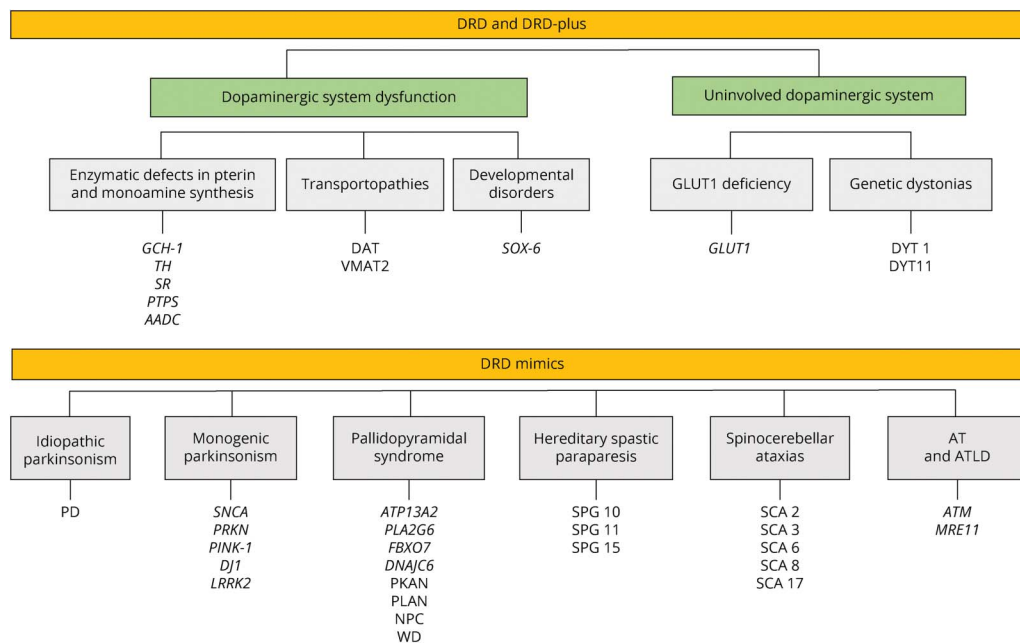 DRD and DRD-plus
Dopaminergic system dysfunction
Uninvolved dopaminergic system
Enzymatic defects in pterin
and monoamine synthesis
Transportopathies
Developmental
disorders
GLUT1 deficiency
Genetic dystonias
GCH-1
TH
SR
PTPS
AADC
DAT
VMAT2
SOX-6
GLUT1
DYT 1
DYT11
DRD mimics
Idiopathic
parkinsonism
Monogenic
parkinsonism
Pallidopyramidal
syndrome
Hereditary spastic
paraparesis
Spinocerebellar
ataxias
AT
and ATLD
PD
SNCA
PRKN
PINK-1
DJ1
LRRK2
ATP13A2
PLA2G6
FBXO7
DNAJC6
PKAN
PLAN
NPC
WD
SPG 10
SPG 11
SPG 15
SCA 2
SCA 3
SCA 6
SCA 8
SCA 17
ATM
MRE11